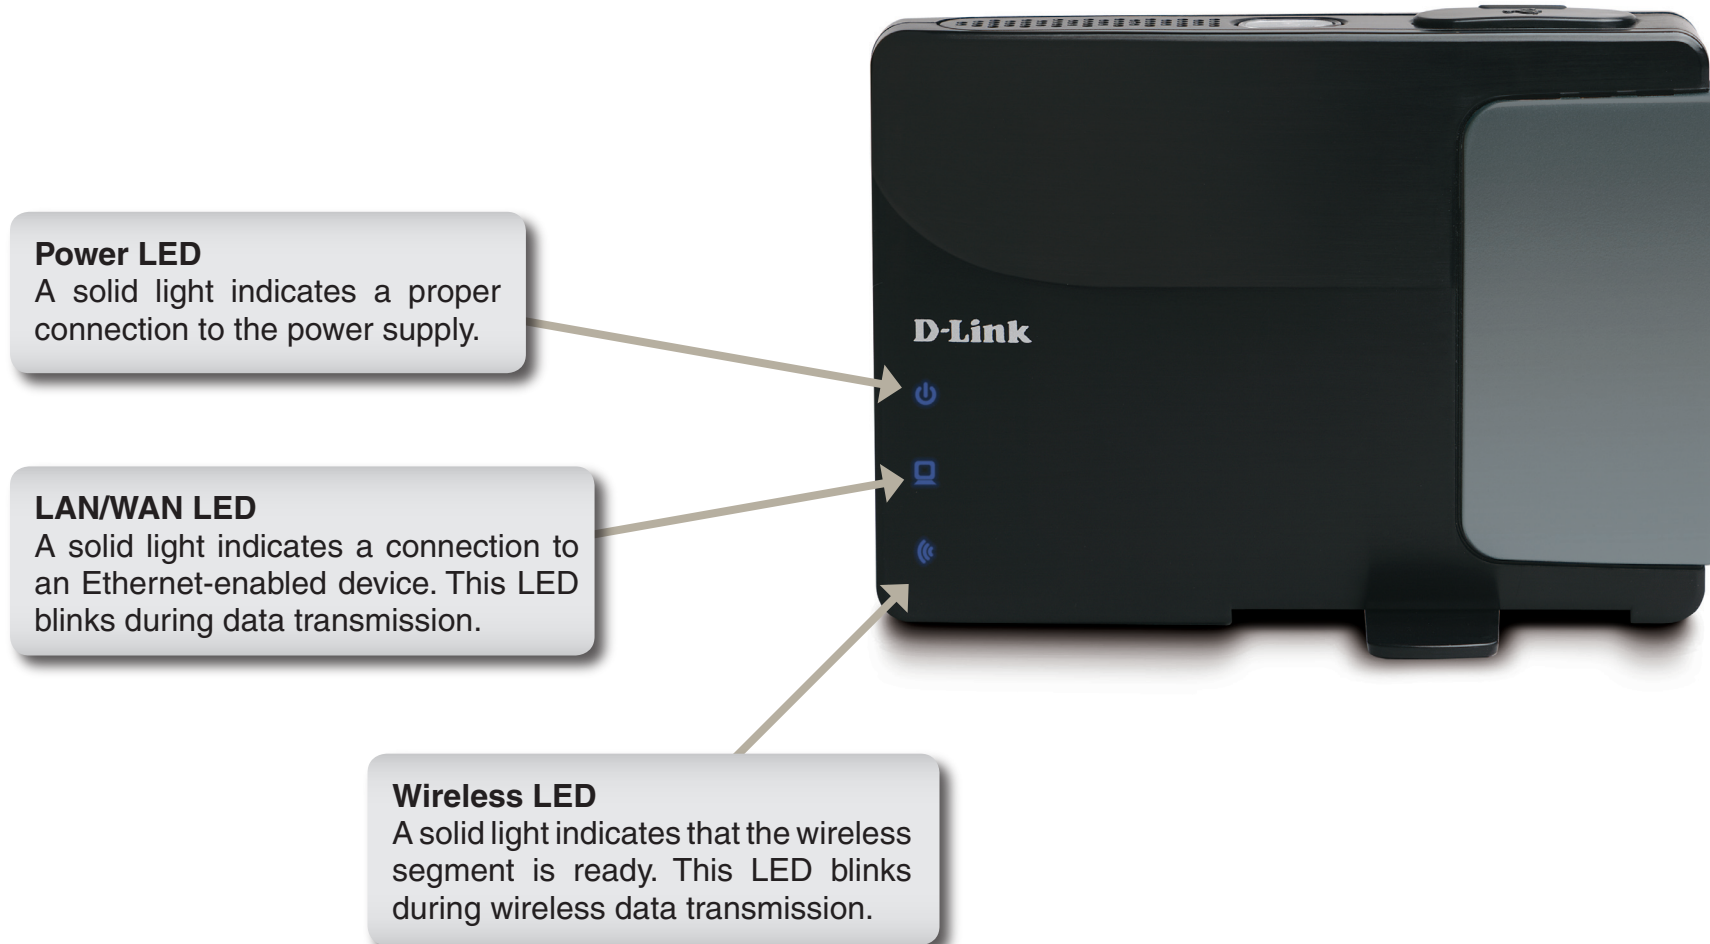 Power LED
A solid light indicates a proper
connection to the power supply.
D-Link
LAN/WAN LED
A solid light indicates a connection to
an Ethernet-enabled device. This LED
blinks during data transmission.
Wireless LED
A solid light indicates that the wireless
segment is ready. This LED blinks
during wireless data transmission.